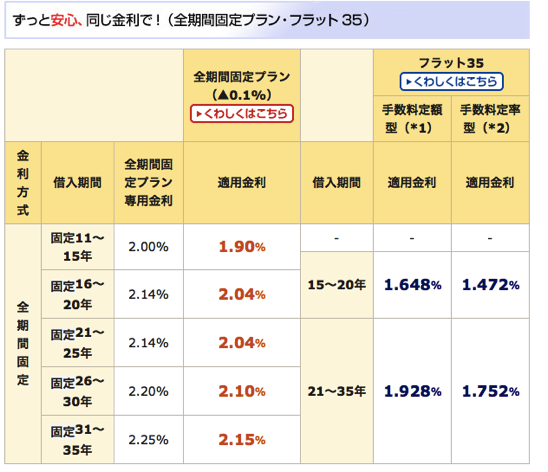 ずっと安心、同じ金利で！（全期間固定プラン・フラット３５）
全期間固定プラン
（▲0.1%）
くわしくはこちら
フラット35
くわしくはこちら
手数料定額
型（*1）
手数料定率
型（*2）
金利方式
借入期間
全期間固
定プラン
専用金利
適用金利
借入期間
適用金利
適用金利
全期間固定
固定11～
15年
2.00%
1.90%
-
-
-
固定16～
20年
2.14%
2.04%
15～20年
1.648%
1.472%
固定21～
25年
2.14%
2.04%
固定26～
30年
2.20%
2.10%
21～35年
1.928%
1.752%
固定31～
35年
2.25%
2.15%